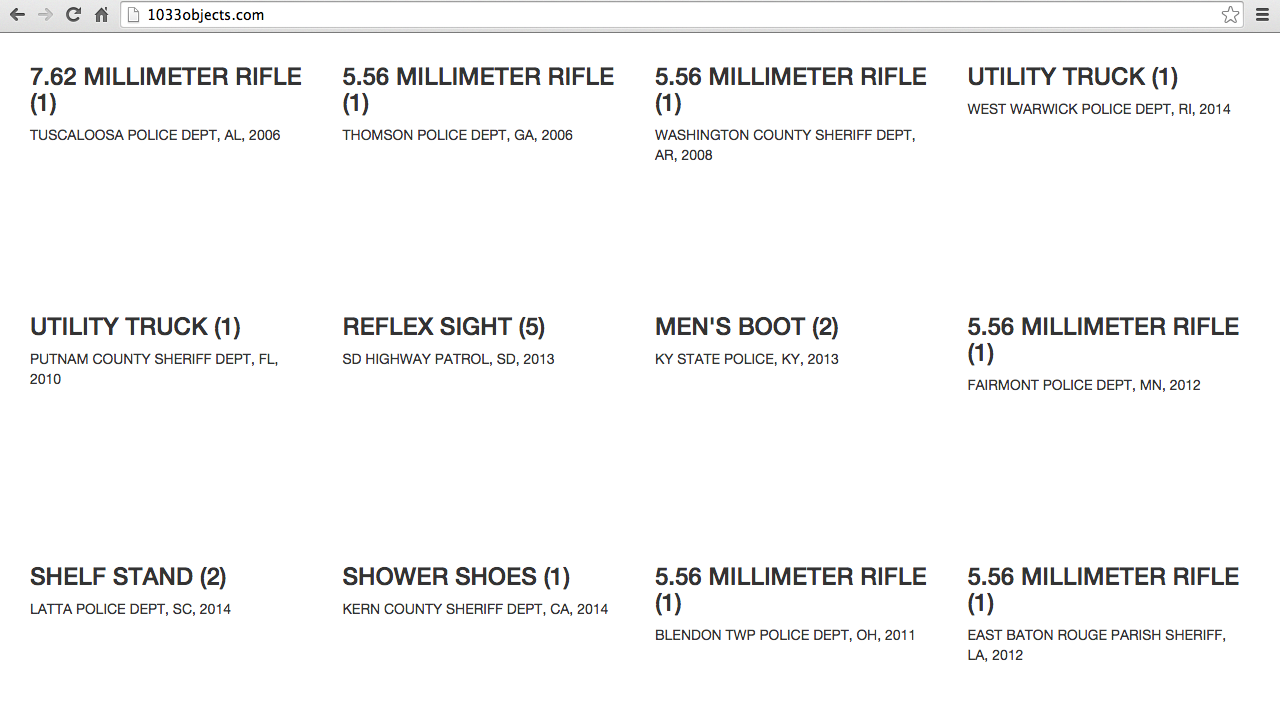 1033objects.com
7.62 MILLIMETER RIFLE
(1)
TUSCALOOSA POLICE DEPT, AL, 2006
5.56 MILLIMETER RIFLE
(1)
THOMSON POLICE DEPT, GA, 2006
5.56 MILLIMETER RIFLE
(1)
WASHINGTON COUNTY SHERIFF DEPT,
AR, 2008
UTILITY TRUCK (1)
WEST WARWICK POLICE DEPT, RI, 2014
UTILITY TRUCK (1)
PUTNAM COUNTY SHERIFF DEPT, FL,
2010
REFLEX SIGHT (5)
SD HIGHWAY PATROL, SD, 2013
MEN'S BOOT (2)
KY STATE POLICE, KY, 2013
5.56 MILLIMETER RIFLE
(1)
FAIRMONT POLICE DEPT, MN, 2012
SHELF STAND (2)
LATTA POLICE DEPT, SC, 2014
SHOWER SHOES (1)
KERN COUNTY SHERIFF DEPT, CA, 2014
5.56 MILLIMETER RIFLE
(1)
BLENDON TWP POLICE DEPT, OH, 2011
5.56 MILLIMETER RIFLE
(1)
EAST BATON ROUGE PARISH SHERIFF,
LA, 2012